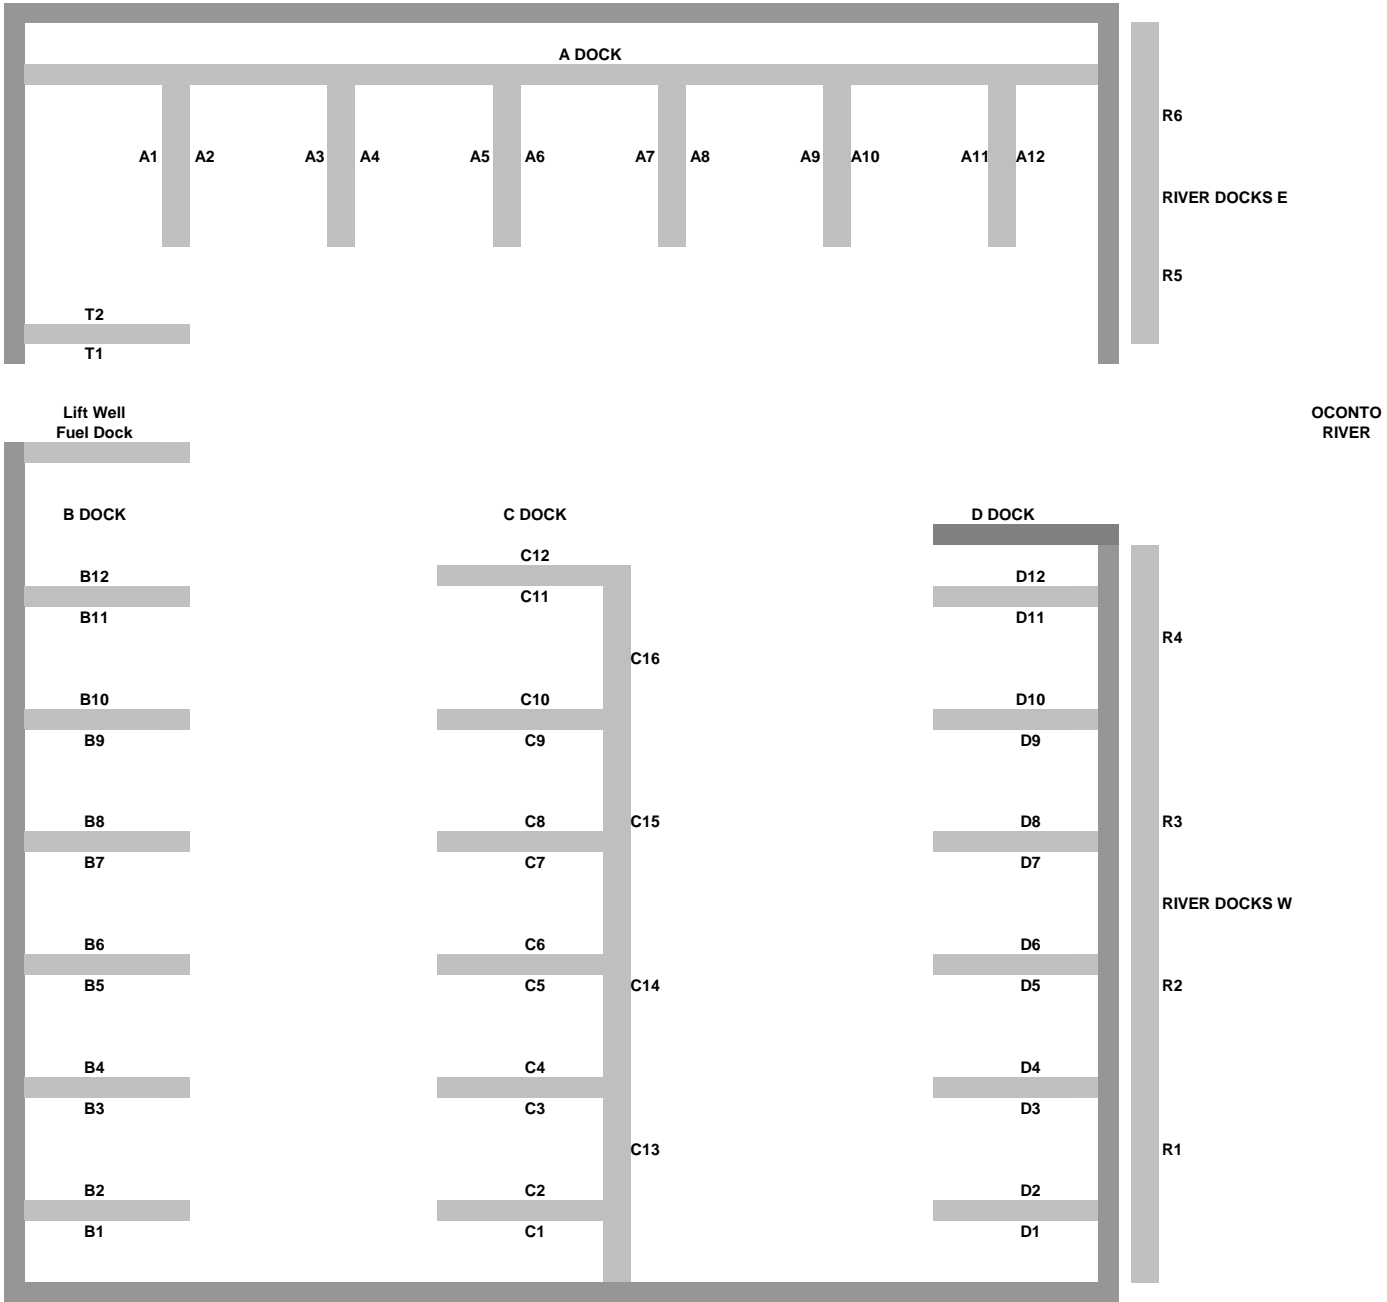 A DOCK
R6
A1 A2 A3 A4 A5 A6 A7 A8 A9 A10 A11 A12
RIVER DOCKS E
R5
T2
T1
Lift Well
Fuel Dock
OCONTO
RIVER
B DOCK C DOCK D DOCK
C12
B12 D12
C11
B11 D11
R4
C16
B10 C10 D10
B9 C9 D9
B8 C8 C15 D8 R3
B7 C7 D7
RIVER DOCKS W
B6 C6 D6
B5 C5 C14 D5 R2
B4 C4 D4
B3 C3 D3
C13 R1
B2 C2 D2
B1 C1 D1